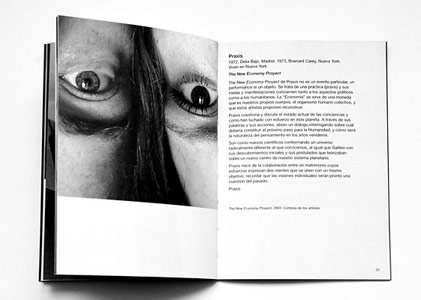 Praxis
1972, Delia Bajo, Madrid. 1973, Brainard Carey, Nueva York.
Viven en Nueva York.
The New Economy Proyect
The New Economy Proyect de Praxis no es un evento particular, un
performance ni un objeto. Se trata de una práctica (praxis) y sus
metas y manifestaciones conciernen tanto a los aspectos políticos
como a los humanísticos. La "Economía" se sirve de una moneda
que es nuestros propios cuerpos, el organismo humano colectivo, y
que estos artistas proponen reconstruir.
Praxis cuestiona y discute el estado actual de las conciencias y
como han luchado con esfuerzo en este planeta. A través de sus
palabras y sus acciones, abren un diálogo interrogando sobre cuál
debería constituir el próximo paso para la Humanidad, y cómo será
la naturaleza del pensamiento en los años venideros.
Son como nuevos científicos conformando un universo
radicalmente diferente al que conocemos, al igual que Galileo con
sus descubrimientos iniciales y sus postulados que teorizaban
sobre un nuevo centro de nuestro sistema planetario.
Praxis nace de la colaboración entre un matrimonio cuyos
esfuerzos expresan dos mentes que se unen con un mismo
objetivo: recordar que las visiones individuales serán pronto una
cuestión del pasado.
Praxis
The New Economy Proyect, 2003. Cortesía de los artistas.